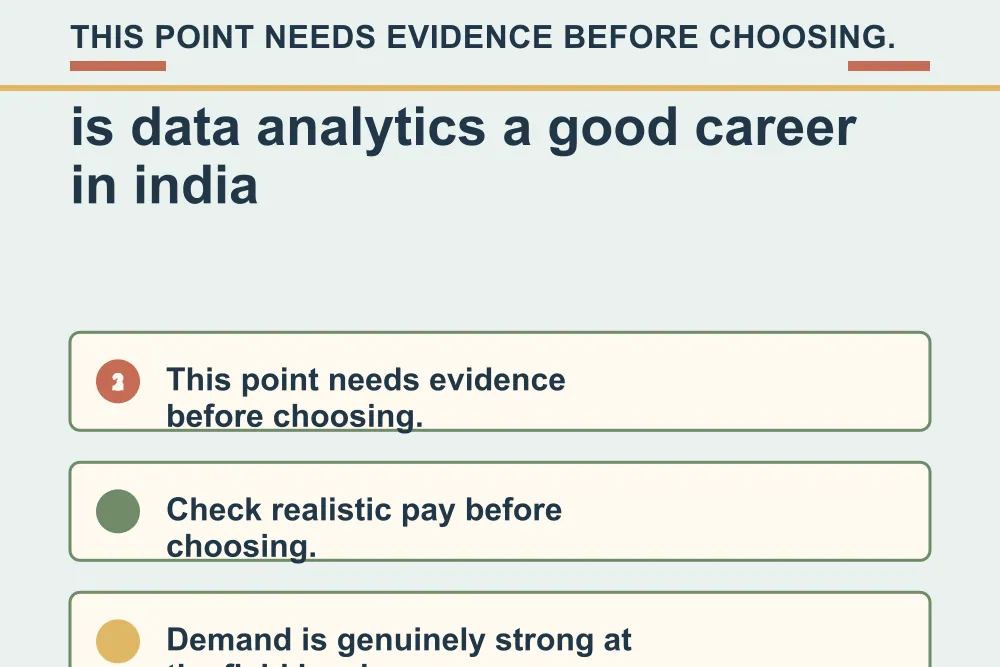 THIS POINT NEEDS EVIDENCE BEFORE CHOOSING.
is data analytics a good career
in india
This point needs evidence
before choosing.
Check realistic pay before
choosing.
Demand is genuinely strong at